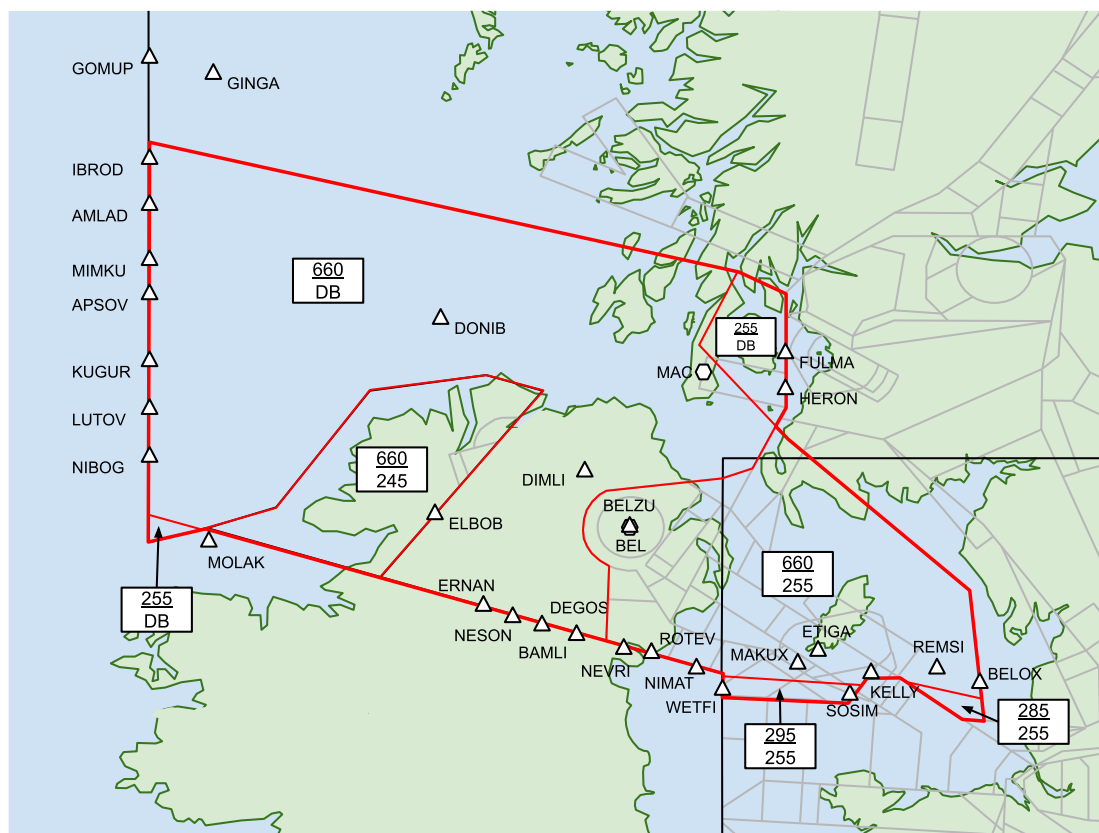 GOMUP
GINGA
IBROD
AMLAD
MIMKU
660
DB
APSOV
DONIB
255
DB
FULMA
KUGUR
MAC
HERON
LUTOV
NIBOG
660
245
DIMLI
ELBOB
BELZU
BEL
MOLAK
660
255
255
DB
ERNAN
DEGOS
NESON
BAMLI
ROTEV
ETIGA
NEVRI
NIMAT
MAKUX
REMSI
KELLY
BELOX
WETFI
SOSIM
295
255
285
255